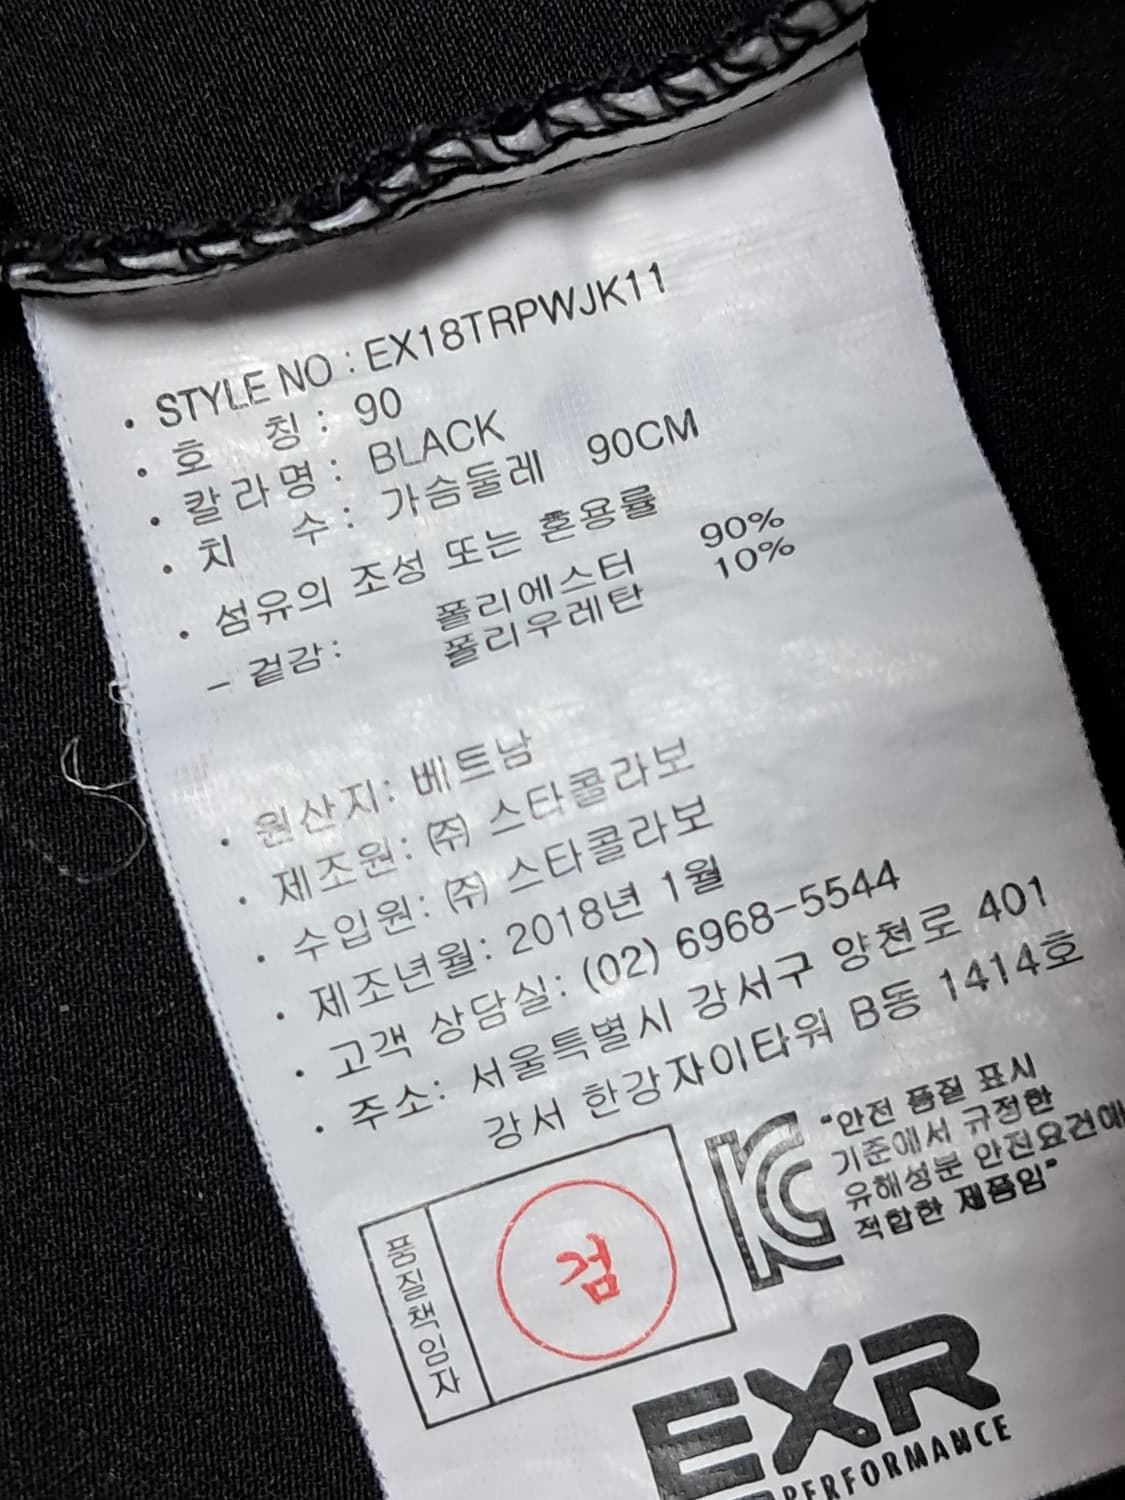 · STYLE NO : EX18TRPWJK11
· 호 칭 : 90
· 칼라명 : BLACK
· 치 수 : 가슴둘레 90CM
· 섬유의 조성 또는 혼용률
- 겉감: 폴리에스터 90%
폴리우레탄 10%
· 원산지: 베트남
· 제조원: ㈜ 스타콜라보
· 수입원: ㈜ 스타콜라보
· 제조년월: 2018년 1월
· 고객 상담실: (02) 6968-5544
· 주소: 서울특별시 강서구 양천로 401
강서 한강자이타워 B동 1414호
품질책임자
검
KC
"안전 품질 표시
기준에서 규정한
유해성분 안전요건에
적합한 제품임"
EXR
PERFORMANCE